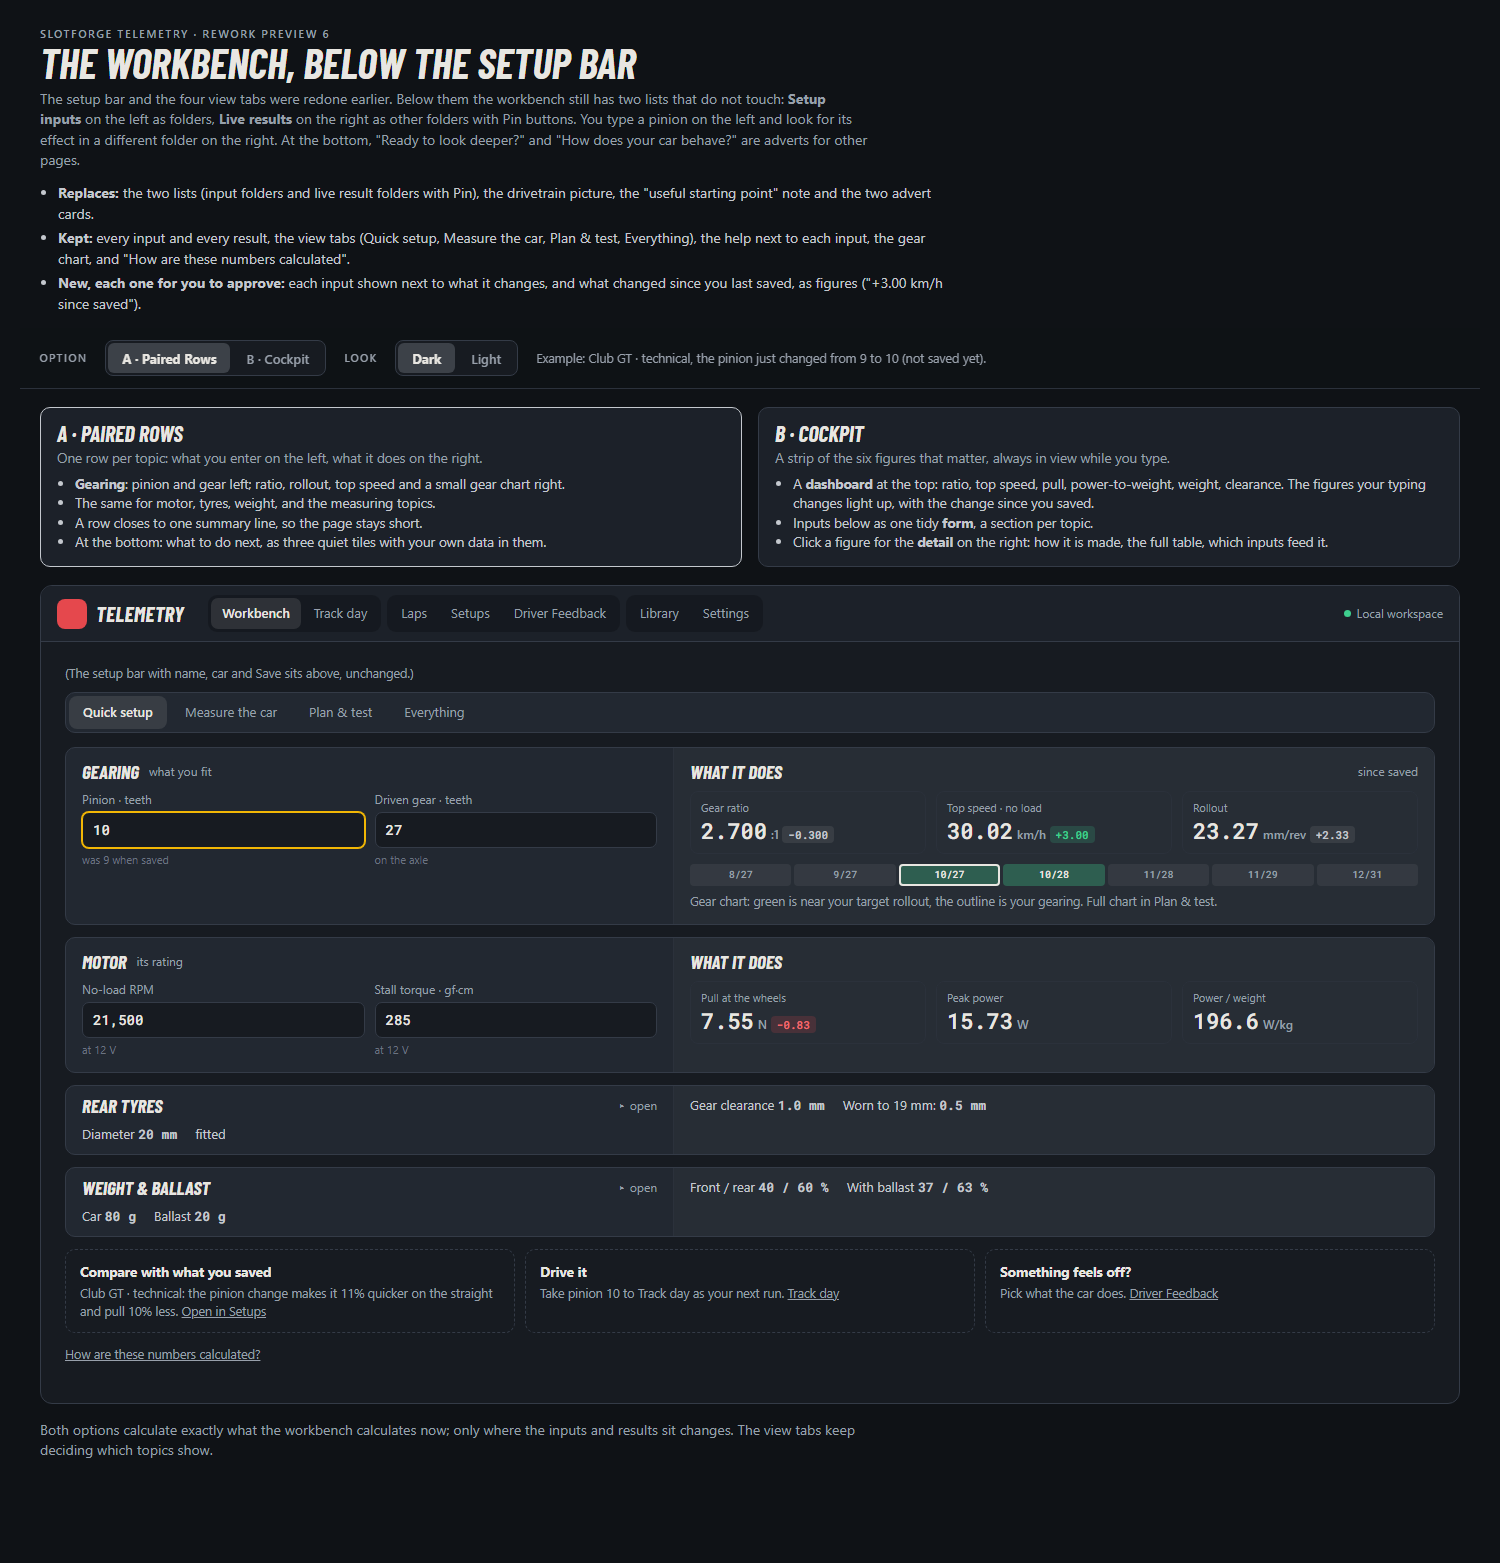 SLOTFORGE TELEMETRY · REWORK PREVIEW 6
THE WORKBENCH, BELOW THE SETUP BAR
The setup bar and the four view tabs were redone earlier. Below them the workbench still has two lists that do not touch: Setup
inputs on the left as folders, Live results on the right as other folders with Pin buttons. You type a pinion on the left and look for its
effect in a different folder on the right. At the bottom, "Ready to look deeper?" and "How does your car behave?" are adverts for other
pages.
• Replaces: the two lists (input folders and live result folders with Pin), the drivetrain picture, the "useful starting point" note and the two advert
cards.
• Kept: every input and every result, the view tabs (Quick setup, Measure the car, Plan & test, Everything), the help next to each input, the gear
chart, and "How are these numbers calculated".
• New, each one for you to approve: each input shown next to what it changes, and what changed since you last saved, as figures ("+3.00 km/h
since saved").
OPTION A · Paired Rows B · Cockpit LOOK Dark Light Example: Club GT · technical, the pinion just changed from 9 to 10 (not saved yet).
A · PAIRED ROWS
One row per topic: what you enter on the left, what it does on the right.
• Gearing: pinion and gear left; ratio, rollout, top speed and a small gear chart right.
• The same for motor, tyres, weight, and the measuring topics.
• A row closes to one summary line, so the page stays short.
• At the bottom: what to do next, as three quiet tiles with your own data in them.
B · COCKPIT
A strip of the six figures that matter, always in view while you type.
• A dashboard at the top: ratio, top speed, pull, power-to-weight, weight, clearance. The figures your typing
changes light up, with the change since you saved.
• Inputs below as one tidy form, a section per topic.
• Click a figure for the detail on the right: how it is made, the full table, which inputs feed it.
TELEMETRY Workbench Track day Laps Setups Driver Feedback Library Settings Local workspace
(The setup bar with name, car and Save sits above, unchanged.)
Quick setup Measure the car Plan & test Everything
GEARING what you fit
Pinion · teeth Driven gear · teeth
10 27
was 9 when saved on the axle
WHAT IT DOES since saved
Gear ratio Top speed · no load Rollout
2.700 :1 -0.300 30.02 km/h +3.00 23.27 mm/rev +2.33
8/27 9/27 10/27 10/28 11/28 11/29 12/31
Gear chart: green is near your target rollout, the outline is your gearing. Full chart in Plan & test.
MOTOR its rating
No-load RPM Stall torque · gf·cm
21,500 285
at 12 V at 12 V
WHAT IT DOES
Pull at the wheels Peak power Power / weight
7.55 N -0.83 15.73 W 196.6 W/kg
REAR TYRES ▸ open
Diameter 20 mm fitted
Gear clearance 1.0 mm Worn to 19 mm: 0.5 mm
WEIGHT & BALLAST ▸ open
Car 80 g Ballast 20 g
Front / rear 40 / 60 % With ballast 37 / 63 %
Compare with what you saved
Club GT · technical: the pinion change makes it 11% quicker on the straight
and pull 10% less. Open in Setups
Drive it
Take pinion 10 to Track day as your next run. Track day
Something feels off?
Pick what the car does. Driver Feedback
How are these numbers calculated?
Both options calculate exactly what the workbench calculates now; only where the inputs and results sit changes. The view tabs keep
deciding which topics show.